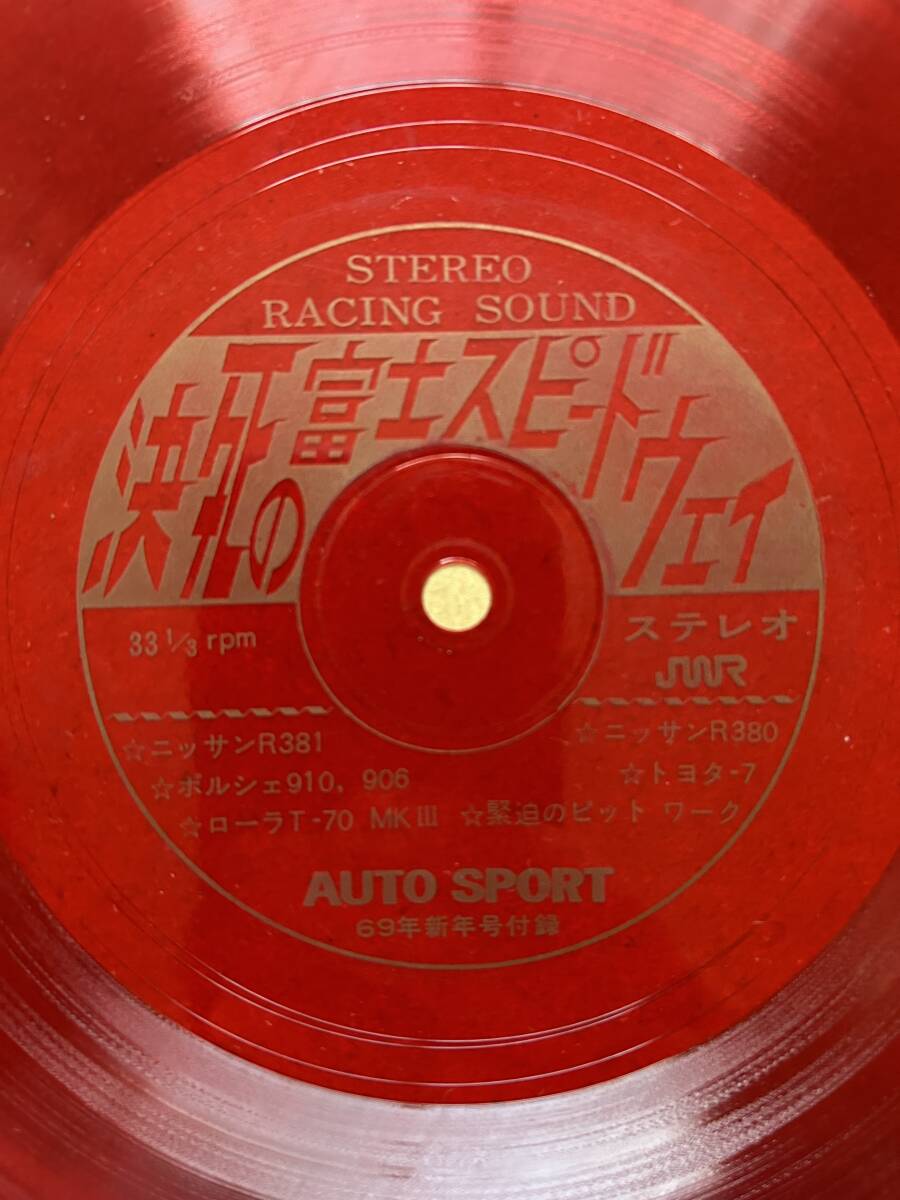 STEREO
RACING SOUND
決死の富士スピードウェイ
33 1/3 rpm
ステレオ
JWR
☆ニッサンR381
☆ニッサンR380
☆ポルシェ910, 906
☆トヨタ-7
☆ローラT-70 MKⅢ ☆緊迫のピット ワーク
AUTO SPORT
69年新年号付録